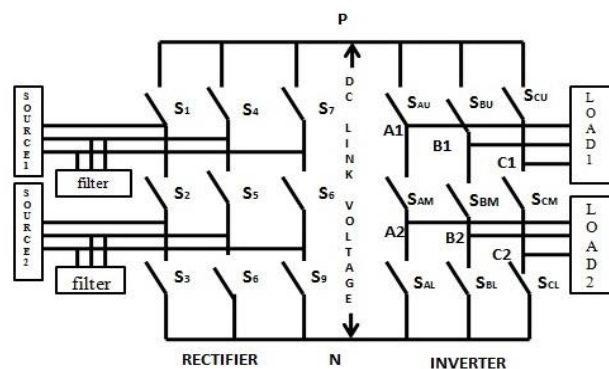 P
SOURCE1
S1
S4
S7
filter
DC LINK VOLTAGE
SAU
SBU
SCU
A1
B1
C1
LOAD1
SOURCE2
S2
S5
S6
filter
SAM
SBM
SCM
A2
B2
C2
LOAD2
S3
S6
S9
SAL
SBL
SCL
RECTIFIER
N
INVERTER